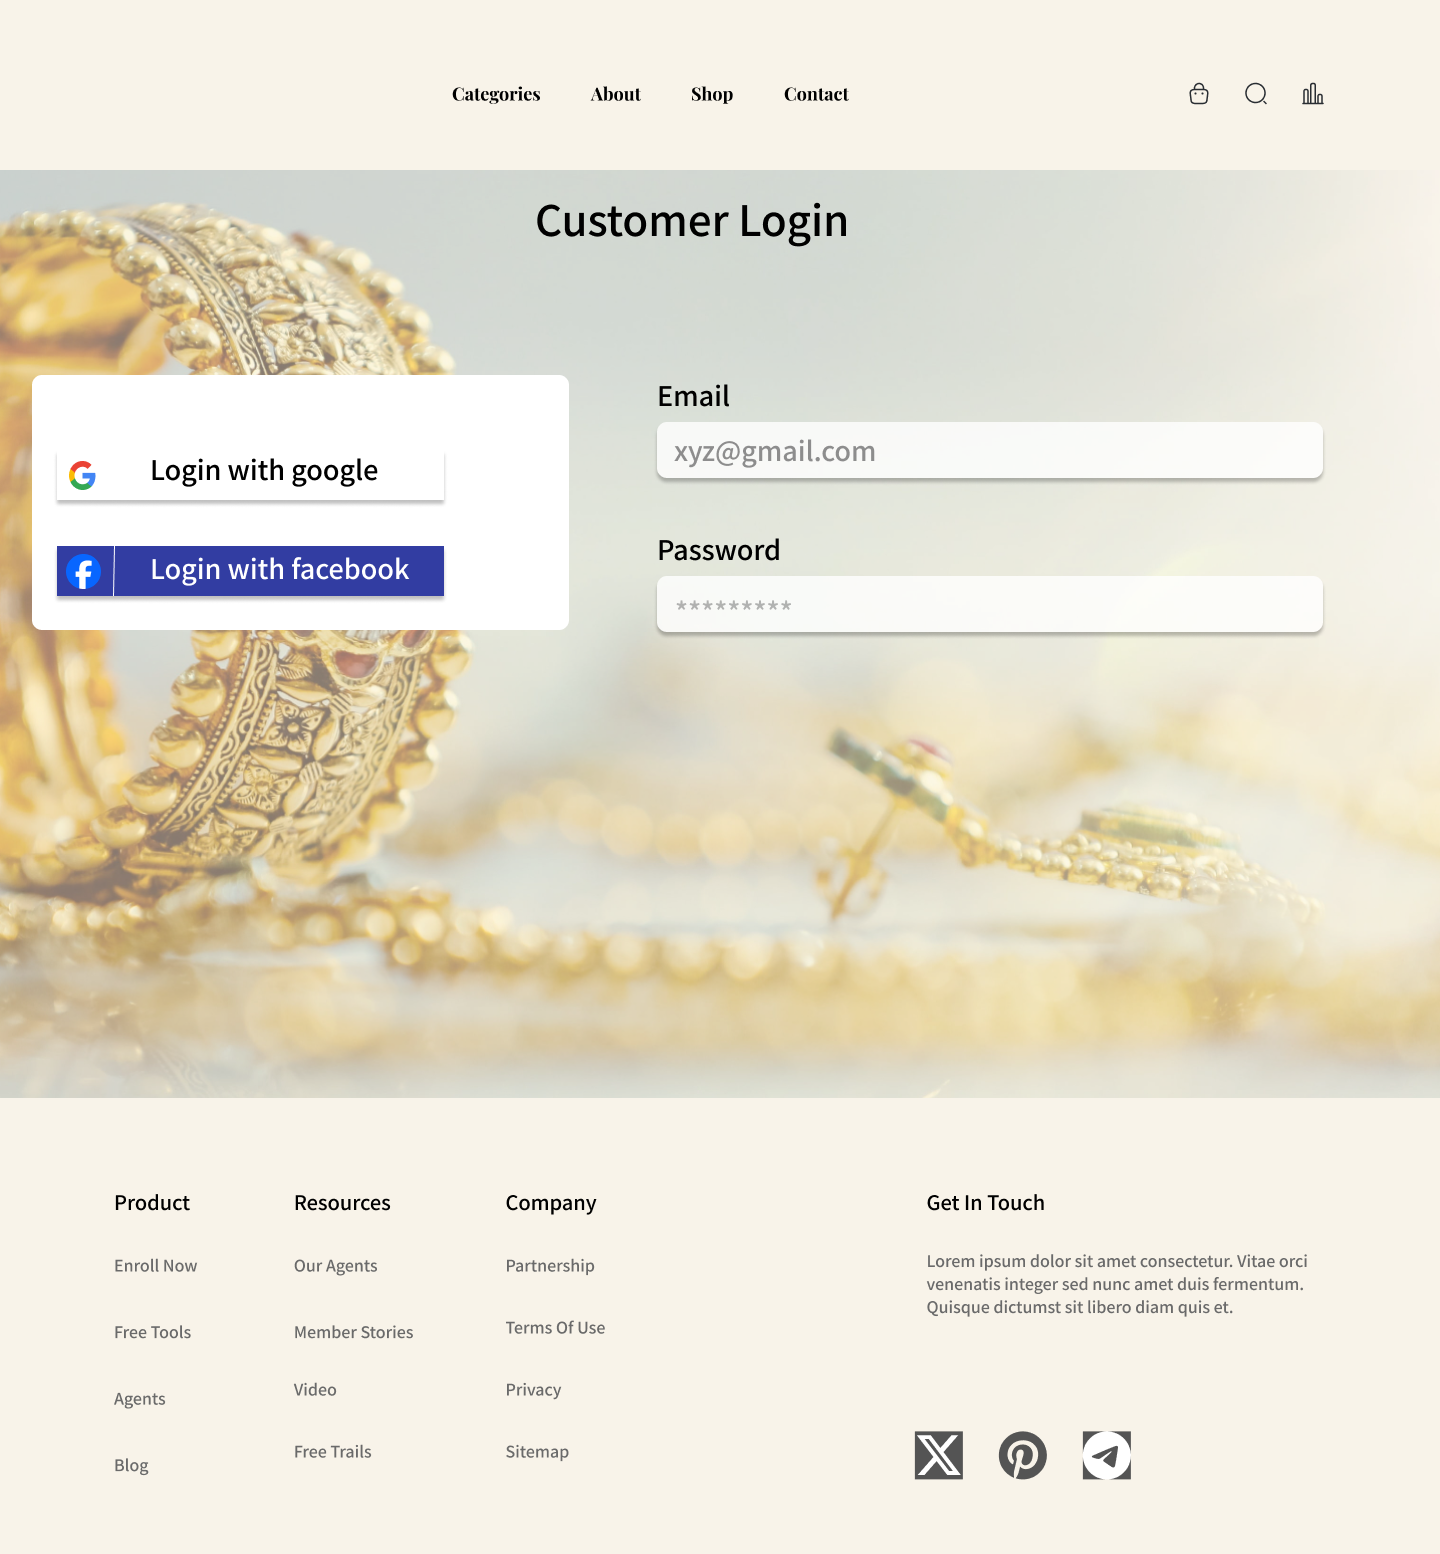 Categories About Shop Contact
Customer Login
Login with google
Login with facebook
Email
xyz@gmail.com
Password
*********
Product
Enroll Now
Free Tools
Agents
Blog
Resources
Our Agents
Member Stories
Video
Free Trails
Company
Partnership
Terms Of Use
Privacy
Sitemap
Get In Touch
Lorem ipsum dolor sit amet consectetur. Vitae orci
venenatis integer sed nunc amet duis fermentum.
Quisque dictumst sit libero diam quis et.